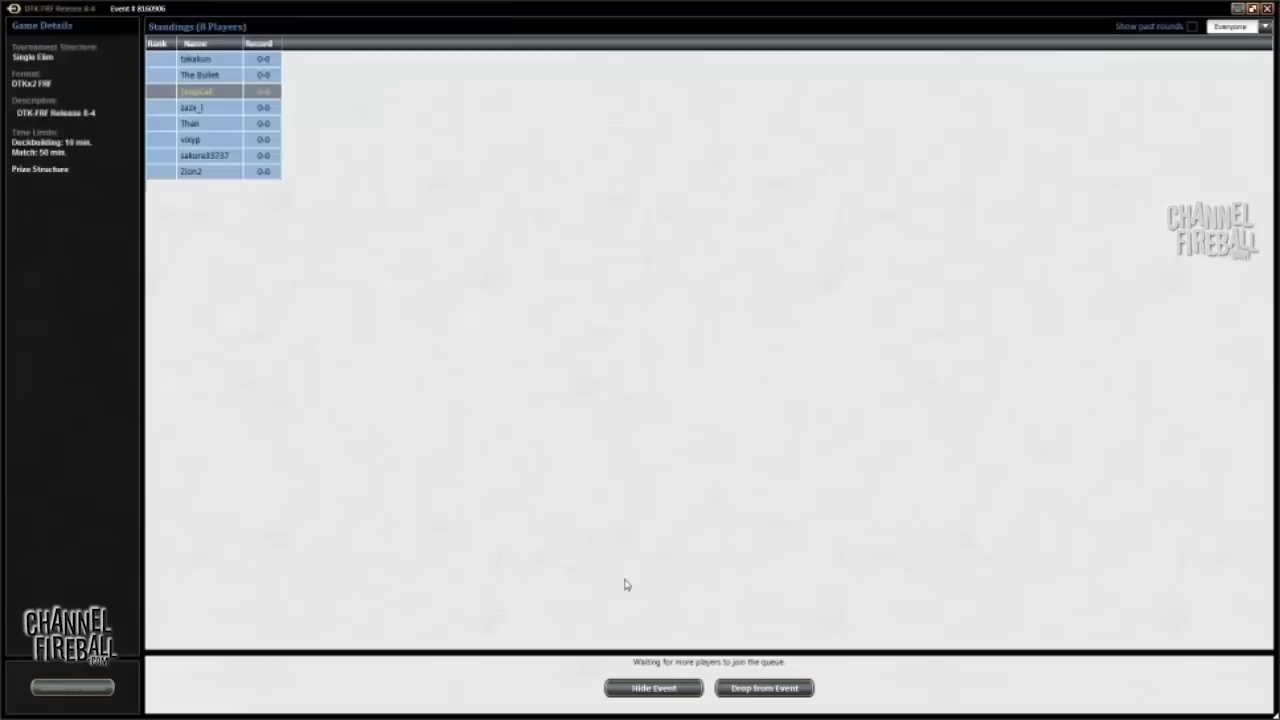 DTK-FRF Release 8-4 Event # 8160906
Game Details
Tournament Structure:
Single Elim
Format:
DTKx2 FRF
Description:
DTK-FRF Release 8-4
Time Limits:
Deckbuilding: 10 min.
Match: 50 min.
Prize Structure
Standings (8 Players)
Show past rounds
Everyone
Rank Name Record
takakun 0-0
The Bullet 0-0
0-0
zaze_l 0-0
Than 0-0
vixyp 0-0
sakura33737 0-0
Zion2 0-0
CHANNEL
FIREBALL
.COM
CHANNEL
FIREBALL
.COM
Waiting for more players to join the queue.
Hide Event Drop from Event